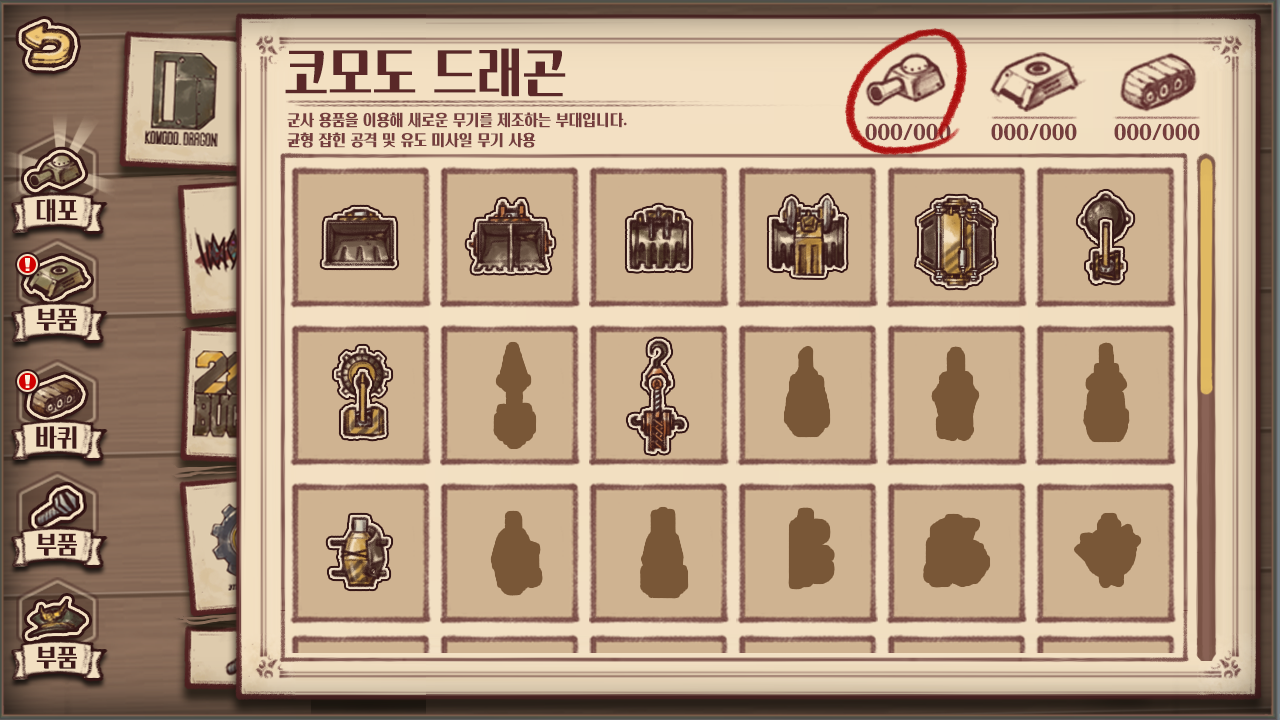 코모도 드래곤
군사 용품을 이용해 새로운 무기를 제조하는 부대입니다.
균형 잡힌 공격 및 유도 미사일 무기 사용
000/000
000/000
000/000
KOMODO DRAGON
대포
부품
바퀴
부품
부품